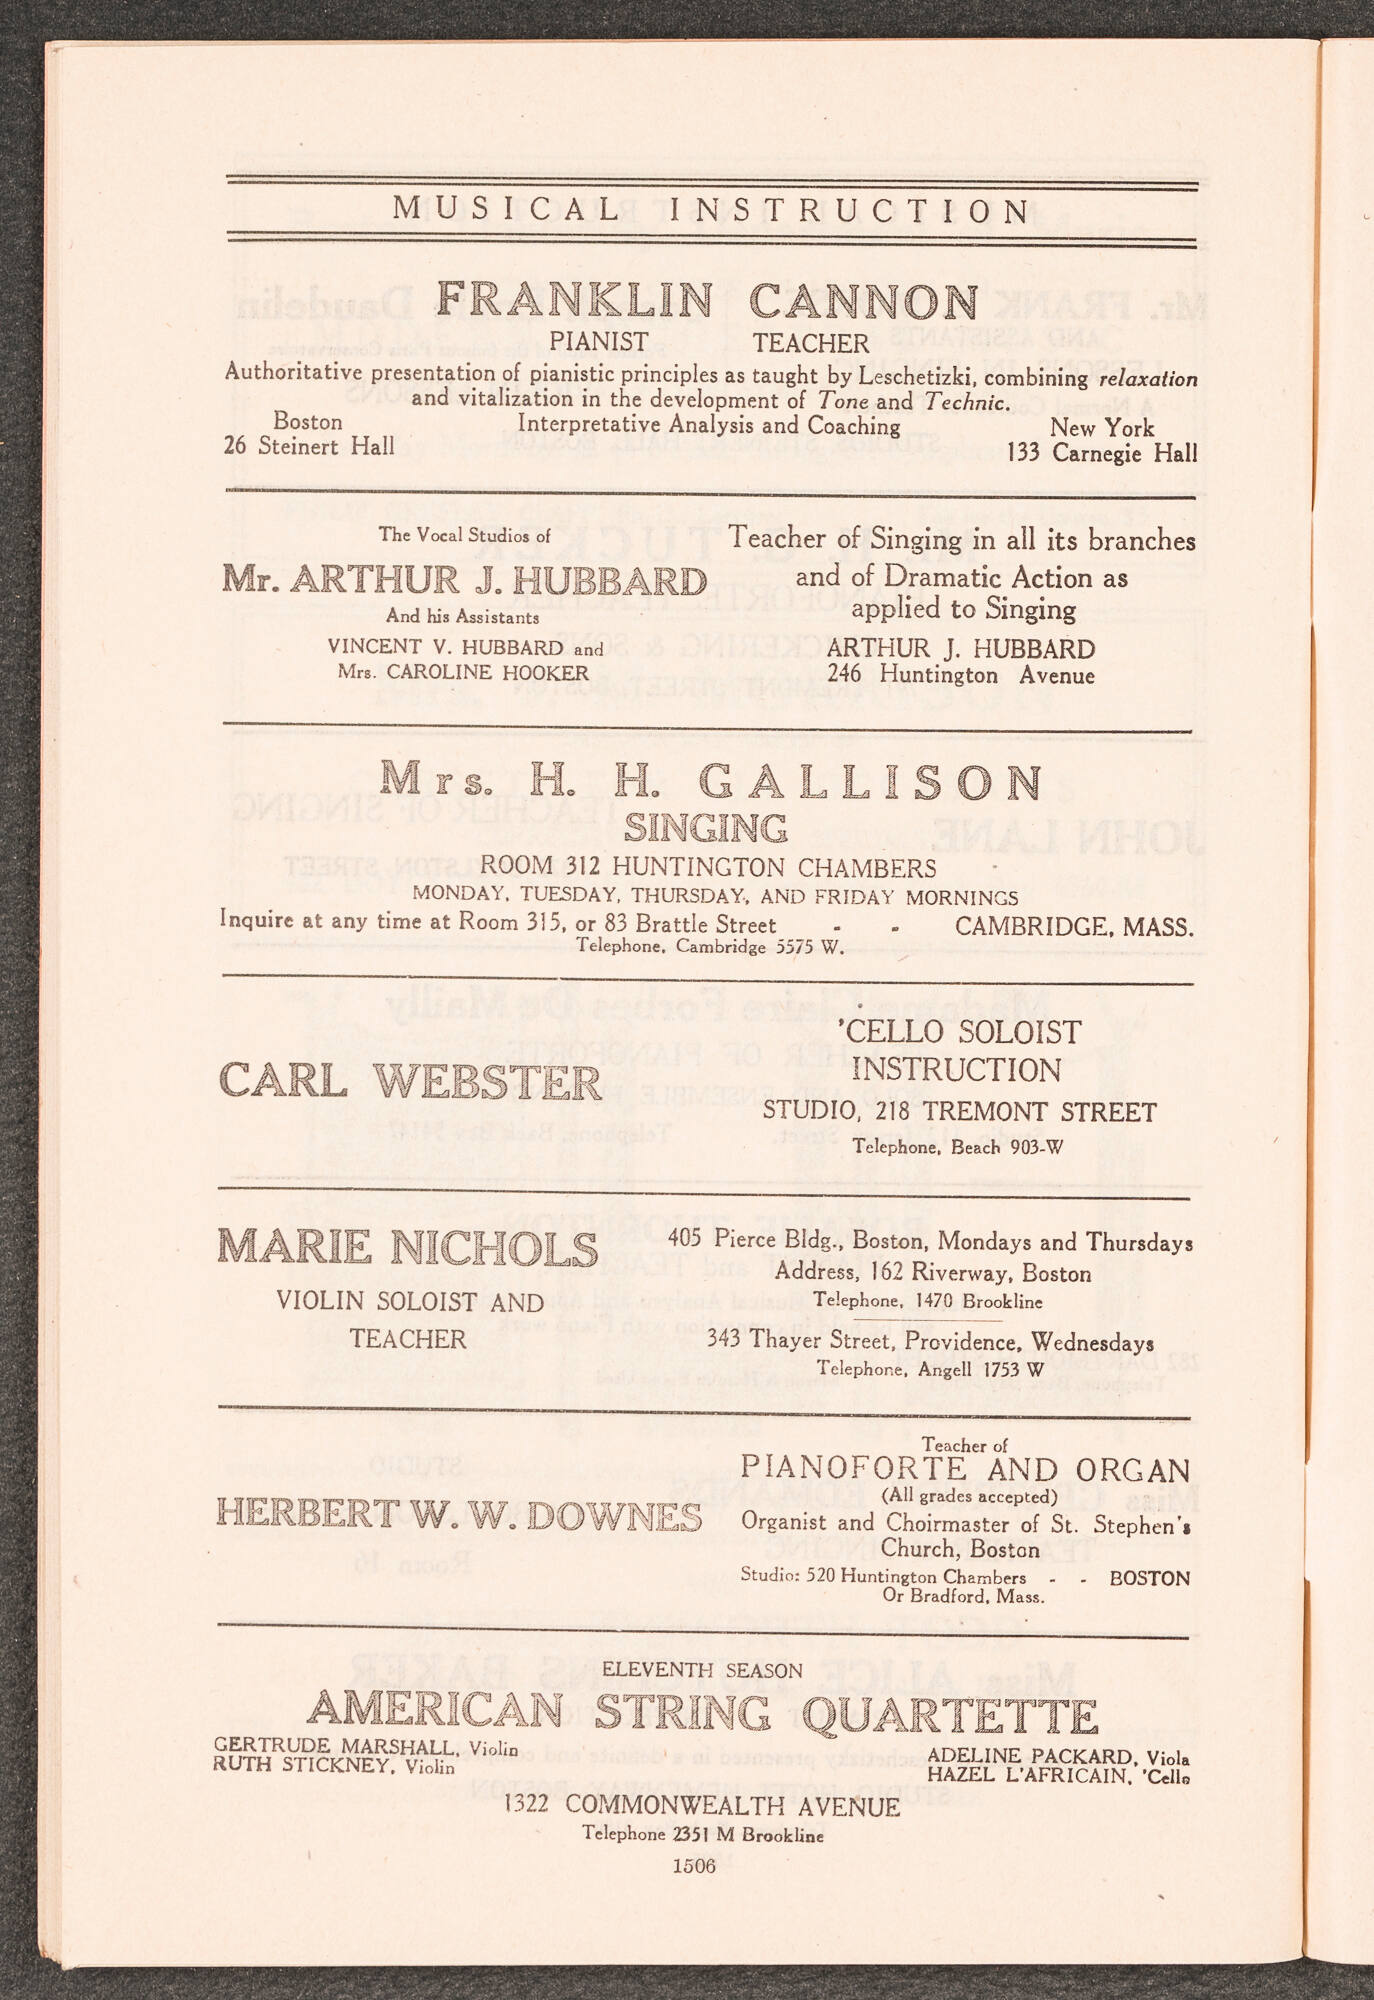 MUSICAL INSTRUCTION
FRANKLIN CANNON
PIANIST TEACHER
Authoritative presentation of pianistic principles as taught by Leschetizki, combining relaxation
and vitalization in the development of Tone and Technic.
Boston Interpretative Analysis and Coaching New York
26 Steinert Hall 133 Carnegie Hall
The Vocal Studios of
Mr. ARTHUR J. HUBBARD
And his Assistants
VINCENT V. HUBBARD and
Mrs. CAROLINE HOOKER
Teacher of Singing in all its branches
and of Dramatic Action as
applied to Singing
ARTHUR J. HUBBARD
246 Huntington Avenue
Mrs. H. H. GALLISON
SINGING
ROOM 312 HUNTINGTON CHAMBERS
MONDAY, TUESDAY, THURSDAY, AND FRIDAY MORNINGS
Inquire at any time at Room 315, or 83 Brattle Street - - CAMBRIDGE, MASS.
Telephone, Cambridge 5575 W.
CARL WEBSTER
'CELLO SOLOIST
INSTRUCTION
STUDIO, 218 TREMONT STREET
Telephone, Beach 903-W
MARIE NICHOLS
VIOLIN SOLOIST AND
TEACHER
405 Pierce Bldg., Boston, Mondays and Thursdays
Address, 162 Riverway, Boston
Telephone, 1470 Brookline
343 Thayer Street, Providence, Wednesdays
Telephone, Angell 1753 W
HERBERT W. W. DOWNES
Teacher of
PIANOFORTE AND ORGAN
(All grades accepted)
Organist and Choirmaster of St. Stephen's
Church, Boston
Studio: 520 Huntington Chambers - - BOSTON
Or Bradford, Mass.
ELEVENTH SEASON
AMERICAN STRING QUARTETTE
GERTRUDE MARSHALL, Violin
RUTH STICKNEY, Violin
ADELINE PACKARD, Viola
HAZEL L'AFRICAIN, 'Cello
1322 COMMONWEALTH AVENUE
Telephone 2351 M Brookline
1506